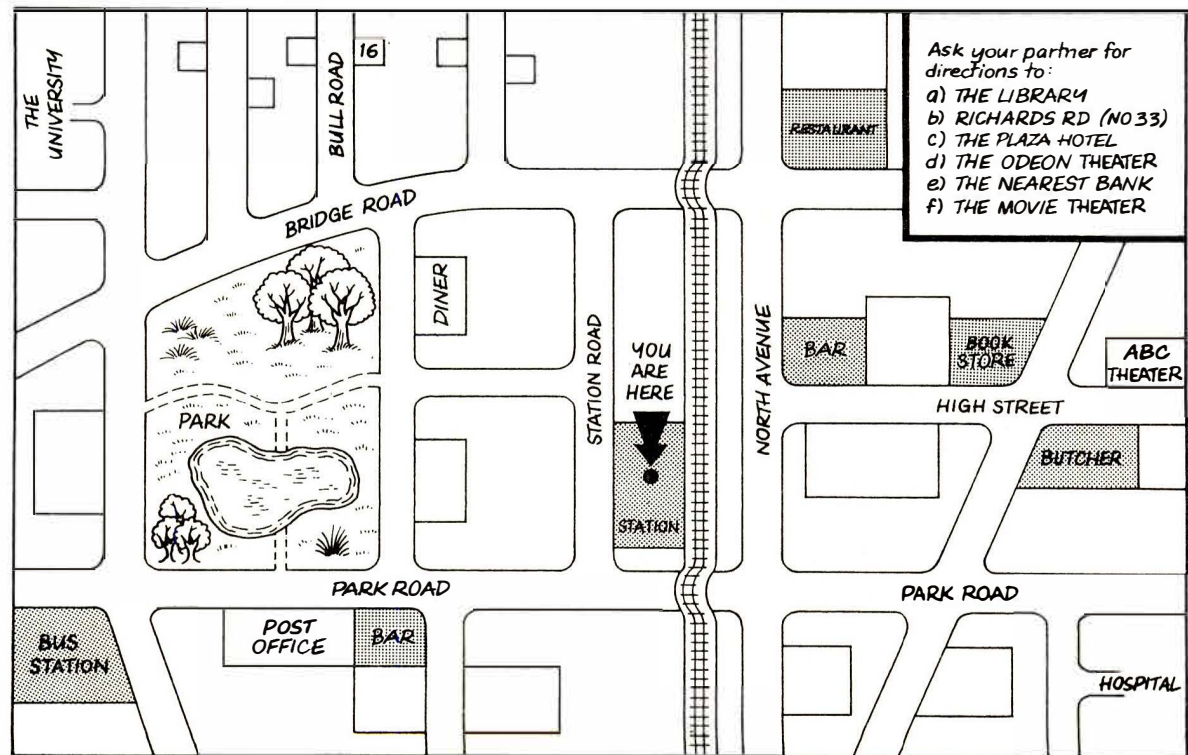 THE
UNIVERSITY
BULL ROAD
16
RESTAURANT
Ask your partner for
directions to:
a) THE LIBRARY
b) RICHARDS RD (NO 33)
c) THE PLAZA HOTEL
d) THE ODEON THEATER
e) THE NEAREST BANK
f) THE MOVIE THEATER
BRIDGE ROAD
DINER
STATION ROAD
YOU
ARE
HERE
NORTH AVENUE
BAR
BOOK
STORE
ABC
THEATER
HIGH STREET
PARK
BUTCHER
STATION
PARK ROAD
PARK ROAD
BUS
STATION
POST
OFFICE
BAR
HOSPITAL